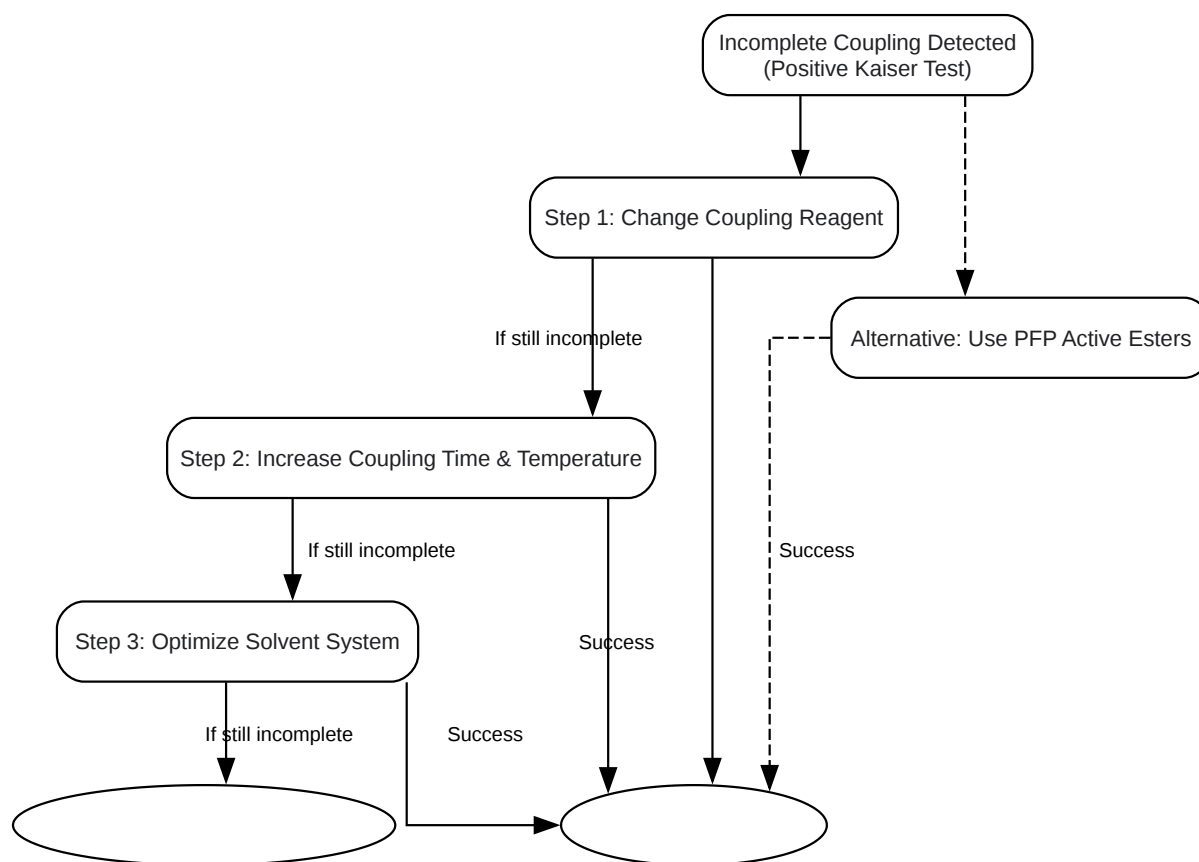 Incomplete Coupling Detected
(Positive Kaiser Test)
Step 1: Change Coupling Reagent
If still incomplete
Alternative: Use PFP Active Esters
Step 2: Increase Coupling Time & Temperature
If still incomplete
Success
Step 3: Optimize Solvent System
Success
If still incomplete
Success